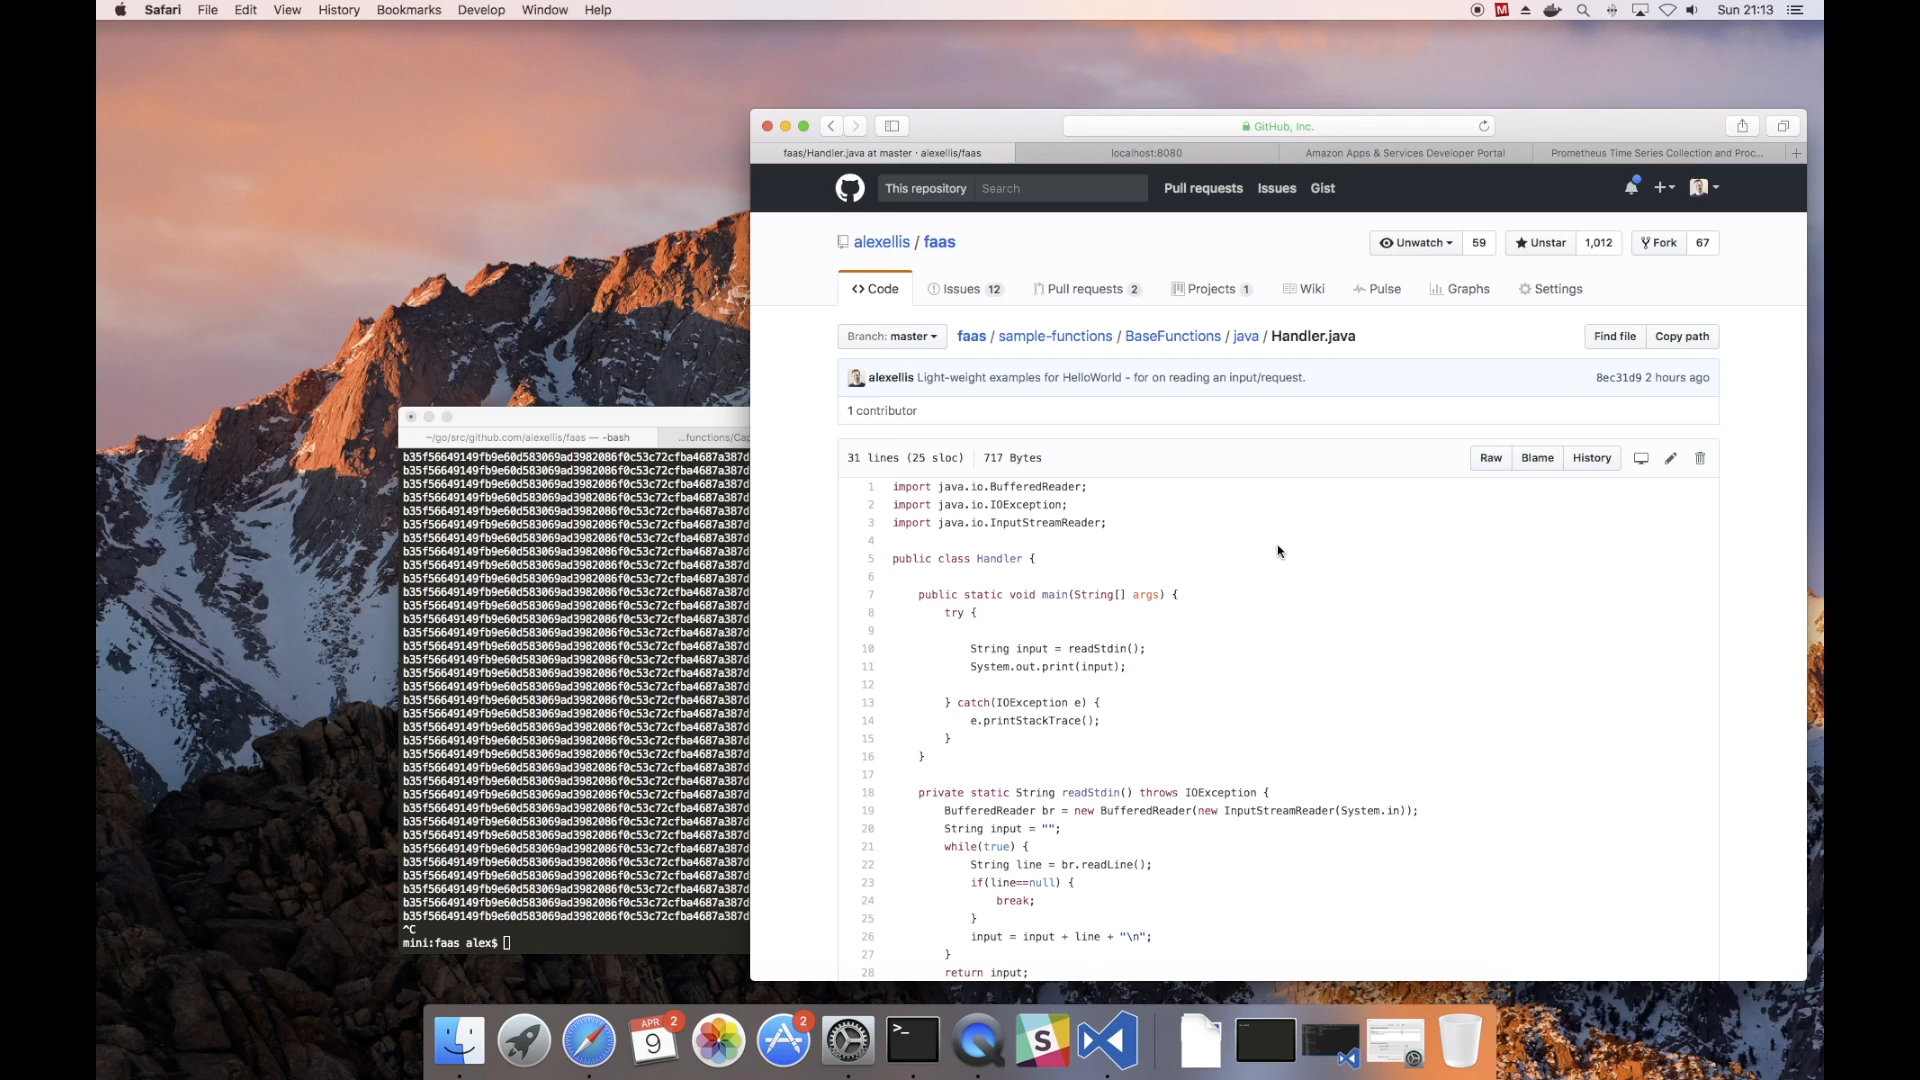 Safari File Edit View History Bookmarks Develop Window Help
Sun 21:13
GitHub, Inc.
faas/Handler.java at master · alexellis/faas
localhost:8080
Amazon Apps & Services Developer Portal
Prometheus Time Series Collection and Proc...
This repository Search Pull requests Issues Gist
alexellis / faas
Unwatch 59 Unstar 1,012 Fork 67
Code Issues 12 Pull requests 2 Projects 1 Wiki Pulse Graphs Settings
Branch: master faas / sample-functions / BaseFunctions / java / Handler.java Find file Copy path
alexellis Light-weight examples for HelloWorld - for on reading an input/request. 8ec31d9 2 hours ago
1 contributor
31 lines (25 sloc) 717 Bytes Raw Blame History
1 import java.io.BufferedReader;
2 import java.io.IOException;
3 import java.io.InputStreamReader;
4
5 public class Handler {
6
7 public static void main(String[] args) {
8 try {
9
10 String input = readStdin();
11 System.out.print(input);
12
13 } catch(IOException e) {
14 e.printStackTrace();
15 }
16 }
17
18 private static String readStdin() throws IOException {
19 BufferedReader br = new BufferedReader(new InputStreamReader(System.in));
20 String input = "";
21 while(true) {
22 String line = br.readLine();
23 if(line==null) {
24 break;
25 }
26 input = input + line + "\n";
27 }
28 return input;
~/go/src/github.com/alexellis/faas — -bash
...functions/Cap
^C
mini:faas alex$
APR 9
2
2